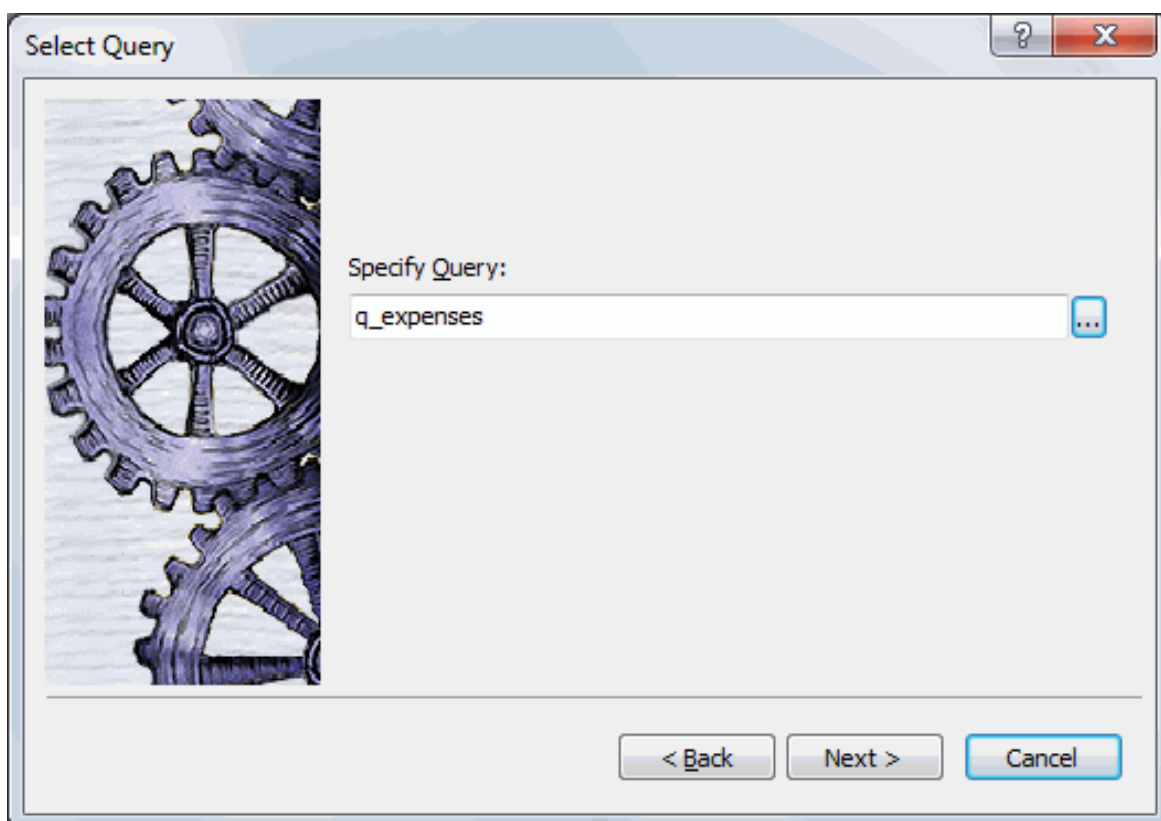 Select Query
?
X
Specify Query:
q_expenses
...
< Back
Next >
Cancel